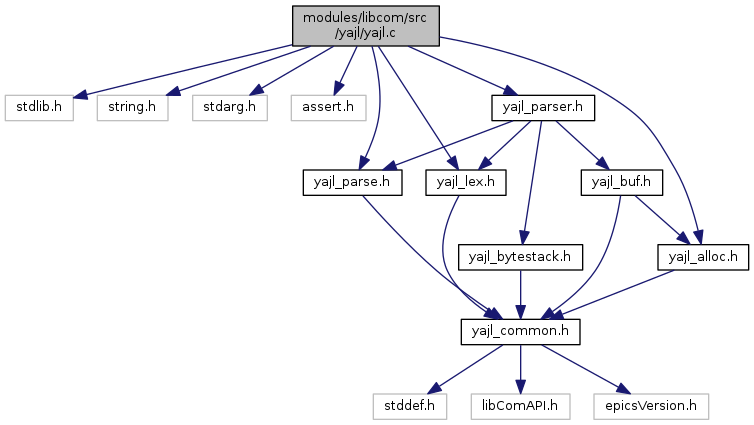 modules/libcom/src
/yajl/yajl.c
stdlib.h
string.h
stdarg.h
assert.h
yajl_parser.h
yajl_parse.h
yajl_lex.h
yajl_buf.h
yajl_bytestack.h
yajl_alloc.h
yajl_common.h
stddef.h
libComAPI.h
epicsVersion.h